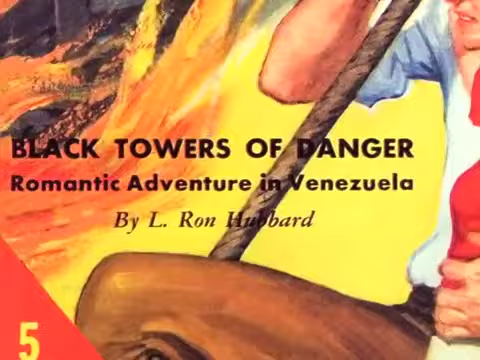 BLACK TOWERS OF DANGER
Romantic Adventure in Venezuela
By L. Ron Hubbard
5